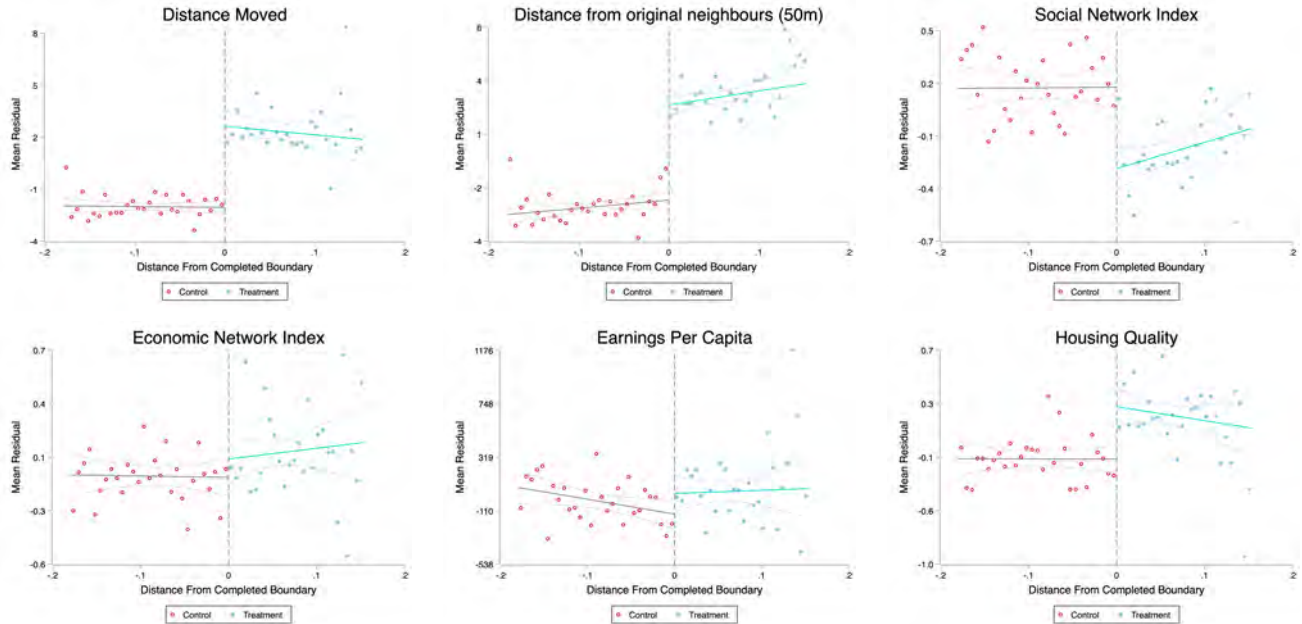 Distance Moved
8
5
2
-1
-4
Mean Residual
-.2
-.1
0
.1
.2
Distance From Completed Boundary
Control
Treatment
Distance from original neighbours (50m)
6
4
1
-2
-4
Mean Residual
-.2
-.1
0
.1
.2
Distance From Completed Boundary
Control
Treatment
Social Network Index
0.5
0.2
-0.1
-0.4
-0.7
Mean Residual
-.2
-.1
0
.1
.2
Distance From Completed Boundary
Control
Treatment
Economic Network Index
0.7
0.4
0.1
-0.3
-0.6
Mean Residual
-.2
-.1
0
.1
.2
Distance From Completed Boundary
Control
Treatment
Earnings Per Capita
1176
748
319
-110
-538
Mean Residual
-.2
-.1
0
.1
.2
Distance From Completed Boundary
Control
Treatment
Housing Quality
0.7
0.3
-0.1
-0.6
-1.0
Mean Residual
-.2
-.1
0
.1
.2
Distance From Completed Boundary
Control
Treatment